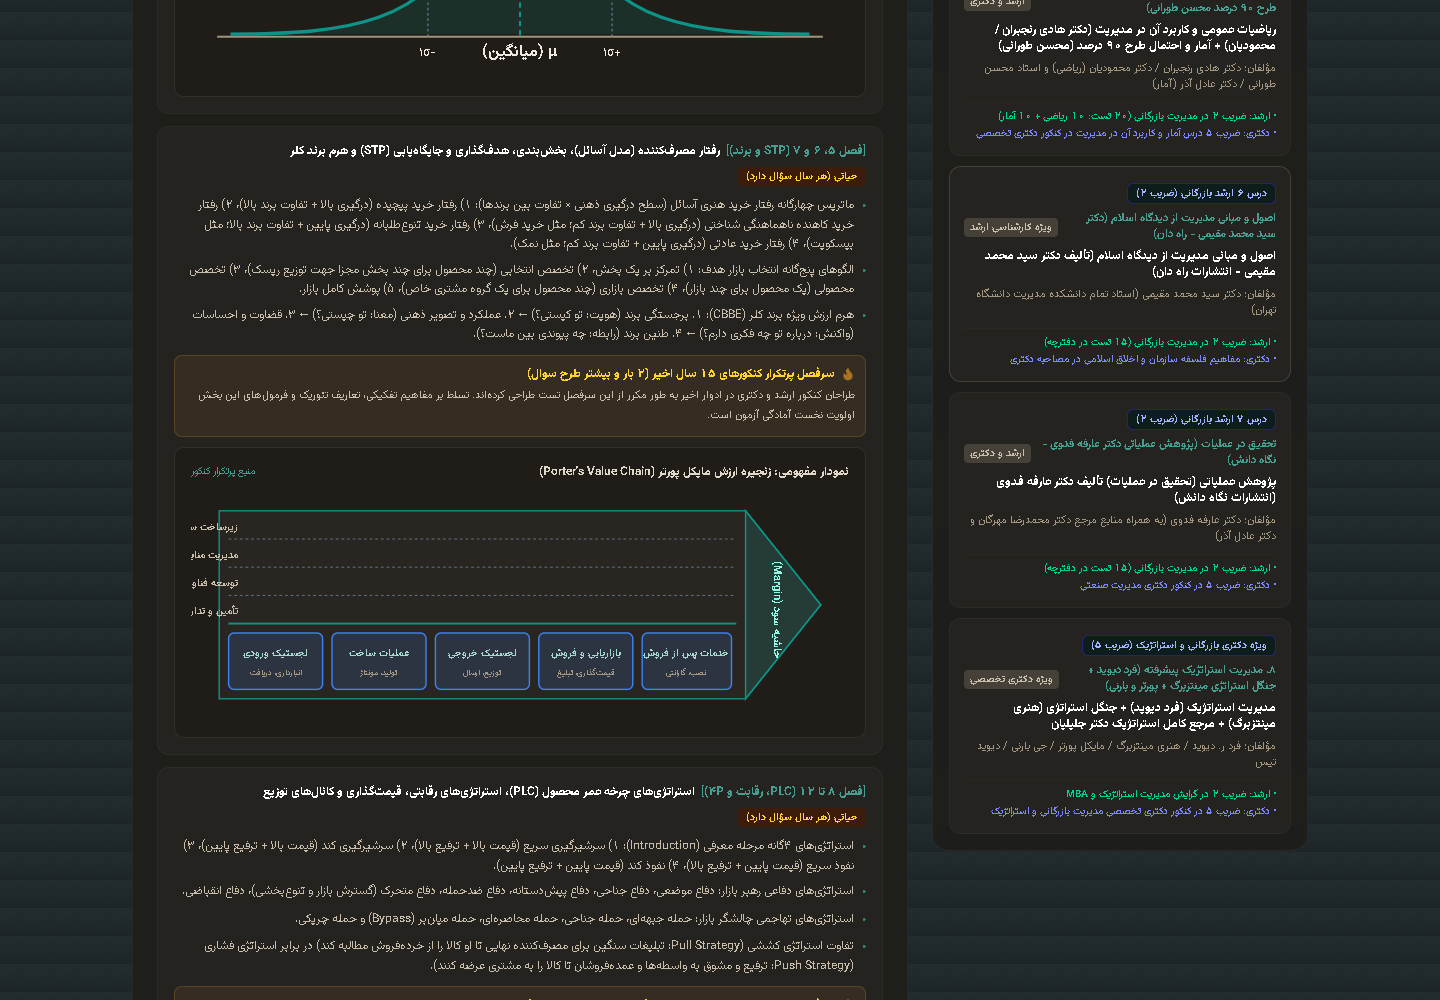 طرح ۹۰ درصد محسن طورانی)
ارشد و دکتری
ریاضیات عمومی و کاربرد آن در مدیریت (دکتر هادی رنجبران /
محمودیان) + آمار و احتمال طرح ۹۰ درصد (محسن طورانی)
مؤلفان: دکتر هادی رنجبران / دکتر محمودیان (ریاضی) و استاد محسن
طورانی / دکتر عادل آذر (آمار)
• ارشد: ضریب ۲ در مدیریت بازرگانی (۲۰ تست: ۱۰ ریاضی + ۱۰ آمار)
• دکتری: ضریب ۵ درس آمار و کاربرد آن در مدیریت در کنکور دکتری تخصصی
درس ۶ ارشد بازرگانی (ضریب ۲)
اصول و مبانی مدیریت از دیدگاه اسلام (دکتر
سید محمد مقیمی - راه دان)
ویژه کارشناسی ارشد
اصول و مبانی مدیریت از دیدگاه اسلام (تألیف دکتر سید محمد
مقیمی - انتشارات راه دان)
مؤلفان: دکتر سید محمد مقیمی (استاد تمام دانشکده مدیریت دانشگاه
تهران)
• ارشد: ضریب ۲ در مدیریت بازرگانی (۱۵ تست در دفترچه)
• دکتری: مفاهیم فلسفه سازمان و اخلاق اسلامی در مصاحبه دکتری
درس ۷ ارشد بازرگانی (ضریب ۲)
تحقیق در عملیات (پژوهش عملیاتی دکتر عارفه فدوی -
نگاه دانش)
ارشد و دکتری
پژوهش عملیاتی (تحقیق در عملیات) تألیف دکتر عارفه فدوی
(انتشارات نگاه دانش)
مؤلفان: دکتر عارفه فدوی (به همراه منابع مرجع دکتر محمدرضا مهرگان و
دکتر عادل آذر)
• ارشد: ضریب ۲ در مدیریت بازرگانی (۱۵ تست در دفترچه)
• دکتری: ضریب ۵ در کنکور دکتری مدیریت صنعتی
ویژه دکتری بازرگانی و استراتژیک (ضریب ۵)
۸. مدیریت استراتژیک پیشرفته (فرد دیوید +
جنگل استراتژی مینتزبرگ + پورتر و بارنی)
ویژه دکتری تخصصی
مدیریت استراتژیک (فرد دیوید) + جنگل استراتژی (هنری
مینتزبرگ) + مرجع کامل استراتژیک دکتر جلیلیان
مؤلفان: فرد ر. دیوید / هنری مینتزبرگ / مایکل پورتر / جی بارنی / دیوید
تیس
• ارشد: ضریب ۲ در گرایش مدیریت استراتژیک و MBA
• دکتری: ضریب ۵ در کنکور دکتری تخصصی مدیریت بازرگانی و استراتژیک
+۱σ
μ (میانگین)
-۱σ
[فصل ۵، ۶ و ۷ (STP و برند)] رفتار مصرف‌کننده (مدل آسائل)، بخش‌بندی، هدف‌گذاری و جایگاه‌یابی (STP) و هرم برند کلر
حیاتی (هر سال سؤال دارد)
• ماتریس چهارگانه رفتار خرید هنری آسائل (سطح درگیری ذهنی × تفاوت بین برندها): ۱) رفتار خرید پیچیده (درگیری بالا + تفاوت برند بالا)، ۲) رفتار
خرید کاهنده ناهماهنگی شناختی (درگیری بالا + تفاوت برند کم؛ مثل خرید فرش)، ۳) رفتار خرید تنوع‌طلبانه (درگیری پایین + تفاوت برند بالا؛ مثل
بیسکویت)، ۴) رفتار خرید عادتی (درگیری پایین + تفاوت برند کم؛ مثل نمک).
• الگوهای پنج‌گانه انتخاب بازار هدف: ۱) تمرکز بر یک بخش، ۲) تخصص انتخابی (چند محصول برای چند بخش مجزا جهت توزیع ریسک)، ۳) تخصص
محصولی (یک محصول برای چند بازار)، ۴) تخصص بازاری (چند محصول برای یک گروه مشتری خاص)، ۵) پوشش کامل بازار.
• هرم ارزش ویژه برند کلر (CBBE): ۱. برجستگی برند (هویت: تو کیستی؟) ← ۲. عملکرد و تصویر ذهنی (معنا: تو چیستی؟) ← ۳. قضاوت و احساسات
(واکنش: درباره تو چه فکری دارم؟) ← ۴. طنین برند (رابطه: چه پیوندی بین ماست؟).
🔥 سرفصل پرتکرار کنکورهای ۱۵ سال اخیر (۲ بار و بیشتر طرح سوال)
طراحان کنکور ارشد و دکتری در ادوار اخیر به طور مکرر از این سرفصل تست طراحی کرده‌اند. تسلط بر مفاهیم تفکیکی، تعاریف تئوریک و فرمول‌های این بخش
اولویت نخست آمادگی آزمون است.
نمودار مفهومی: زنجیره ارزش مایکل پورتر (Porter's Value Chain)
منبع پرتکرار کنکور
زیرساخت
مدیریت
توسعه
تأمین و
حاشیه سود (Margin)
خدمات پس از فروش
نصب، گارانتی
بازاریابی و فروش
قیمت‌گذاری، تبلیغ
لجستیک خروجی
توزیع، ارسال
عملیات ساخت
تولید، مونتاژ
لجستیک ورودی
انبارداری، دریافت
[فصل ۸ تا ۱۲ (PLC، رقابت و ۴P)] استراتژی‌های چرخه عمر محصول (PLC)، استراتژی‌های رقابتی، قیمت‌گذاری و کانال‌های توزیع
حیاتی (هر سال سؤال دارد)
• استراتژی‌های ۴گانه مرحله معرفی (Introduction): ۱) سرشیرگیری سریع (قیمت بالا + ترفیع بالا)، ۲) سرشیرگیری کند (قیمت بالا + ترفیع پایین)، ۳)
نفوذ سریع (قیمت پایین + ترفیع بالا)، ۴) نفوذ کند (قیمت پایین + ترفیع پایین).
• استراتژی‌های دفاعی رهبر بازار: دفاع موضعی، دفاع جناحی، دفاع پیش‌دستانه، دفاع ضدحمله، دفاع متحرک (گسترش بازار و تنوع‌بخشی)، دفاع انقباضی.
• استراتژی‌های تهاجمی چالشگر بازار: حمله جبهه‌ای، حمله جناحی، حمله محاصره‌ای، حمله میان‌بر (Bypass) و حمله چریکی.
• تفاوت استراتژی کششی (Pull Strategy: تبلیغات سنگین برای مصرف‌کننده نهایی تا او کالا را از خرده‌فروش مطالبه کند) در برابر استراتژی فشاری
(Push Strategy: ترفیع و مشوق به واسطه‌ها و عمده‌فروشان تا کالا را به مشتری عرضه کنند).